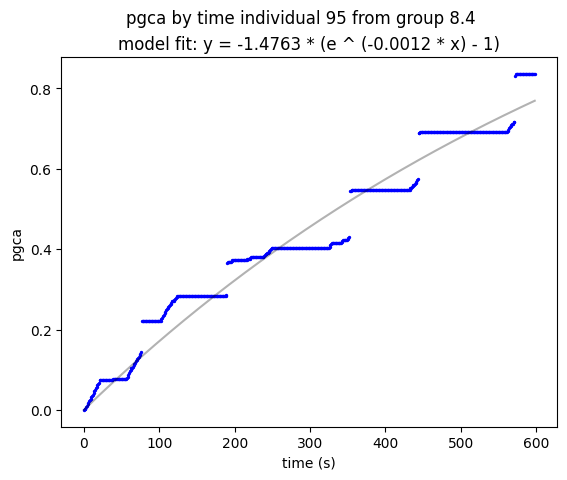 pgca by time individual 95 from group 8.4
model fit: y = -1.4763 * (e ^ (-0.0012 * x) - 1)
0.8
0.6
pgca
0.4
0.2
0.0
0 100 200 300 400 500 600
time (s)